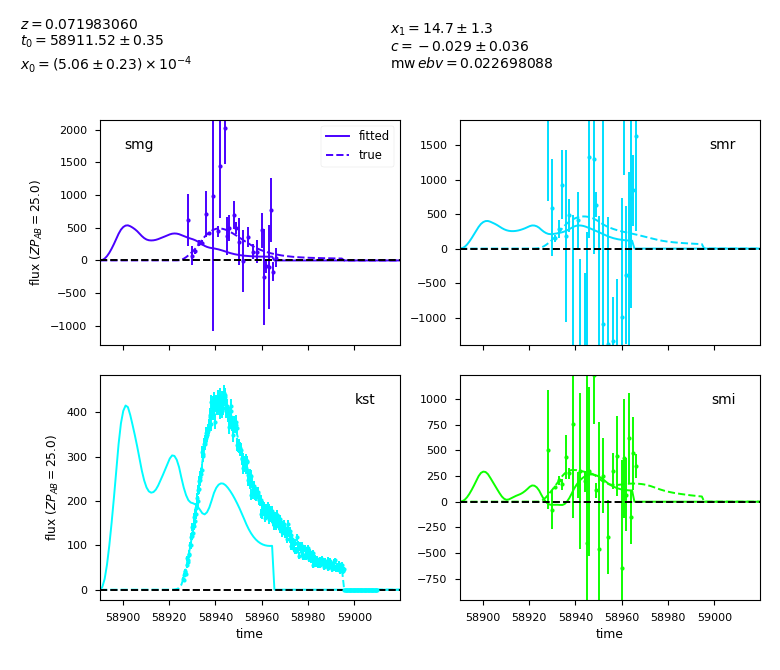 z = 0.071983060
t₀ = 58911.52 ± 0.35
x₀ = (5.06 ± 0.23) × 10⁻⁴
x₁ = 14.7 ± 1.3
c = −0.029 ± 0.036
mw ebv = 0.022698088
smg
fitted
true
2000
1500
1000
500
0
−500
−1000
flux (ZP_AB = 25.0)
smr
1500
1000
500
0
−500
−1000
kst
400
300
200
100
0
flux (ZP_AB = 25.0)
58900 58920 58940 58960 58980 59000
time
smi
1000
750
500
250
0
−250
−500
−750
58900 58920 58940 58960 58980 59000
time